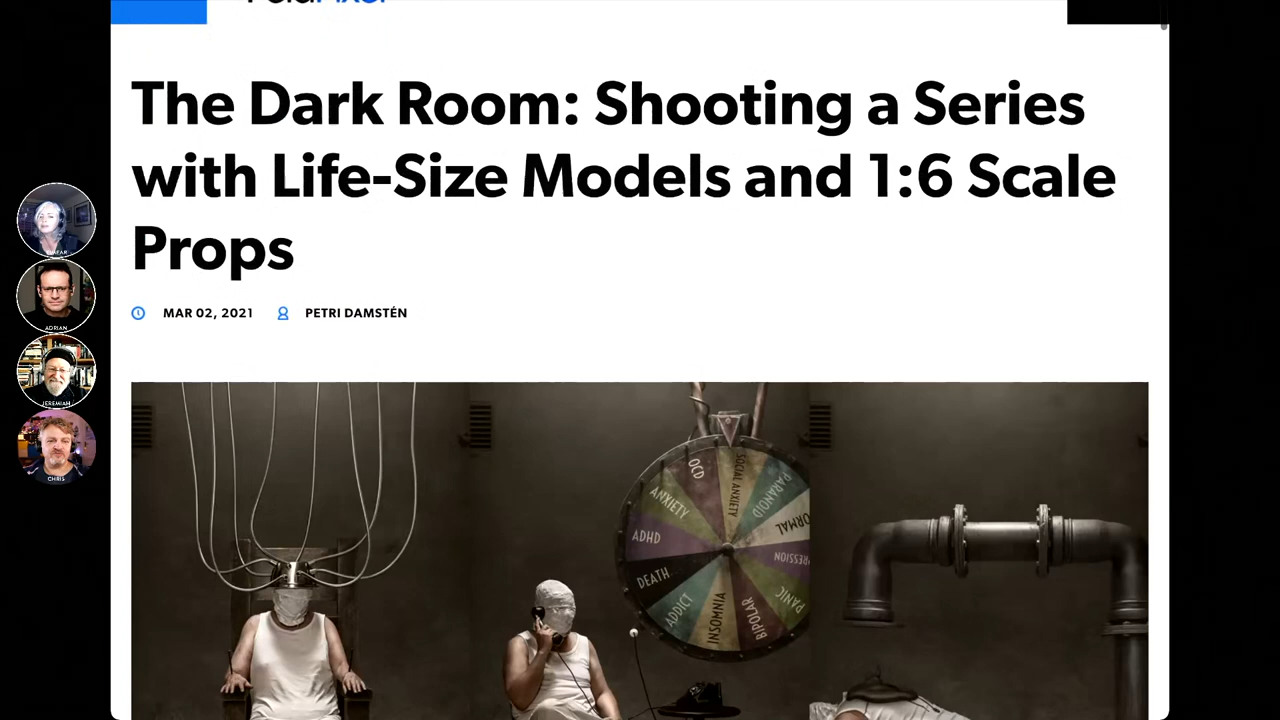 The Dark Room: Shooting a Series
with Life-Size Models and 1:6 Scale
Props
MAR 02, 2021 PETRI DAMSTÉN
ADRIAN
JEREMIAH
CHRIS
OCD
SOCIAL ANXIETY
PARANOID
ANXIETY
ADHD
DEATH
ADDICT
INSOMNIA
BIPOLAR
PANIC